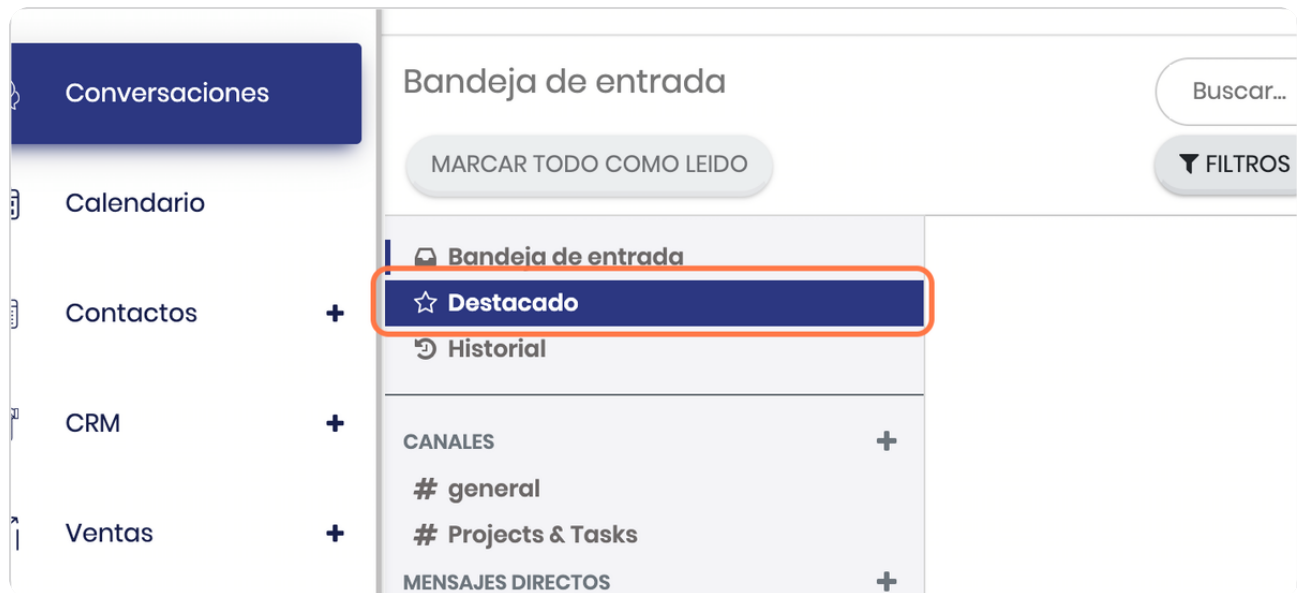 Conversaciones
Calendario
Contactos
CRM
Ventas
Bandeja de entrada
Buscar...
MARCAR TODO COMO LEIDO
FILTROS
Bandeja de entrada
Destacado
Historial
CANALES
# general
# Projects & Tasks
MENSAJES DIRECTOS